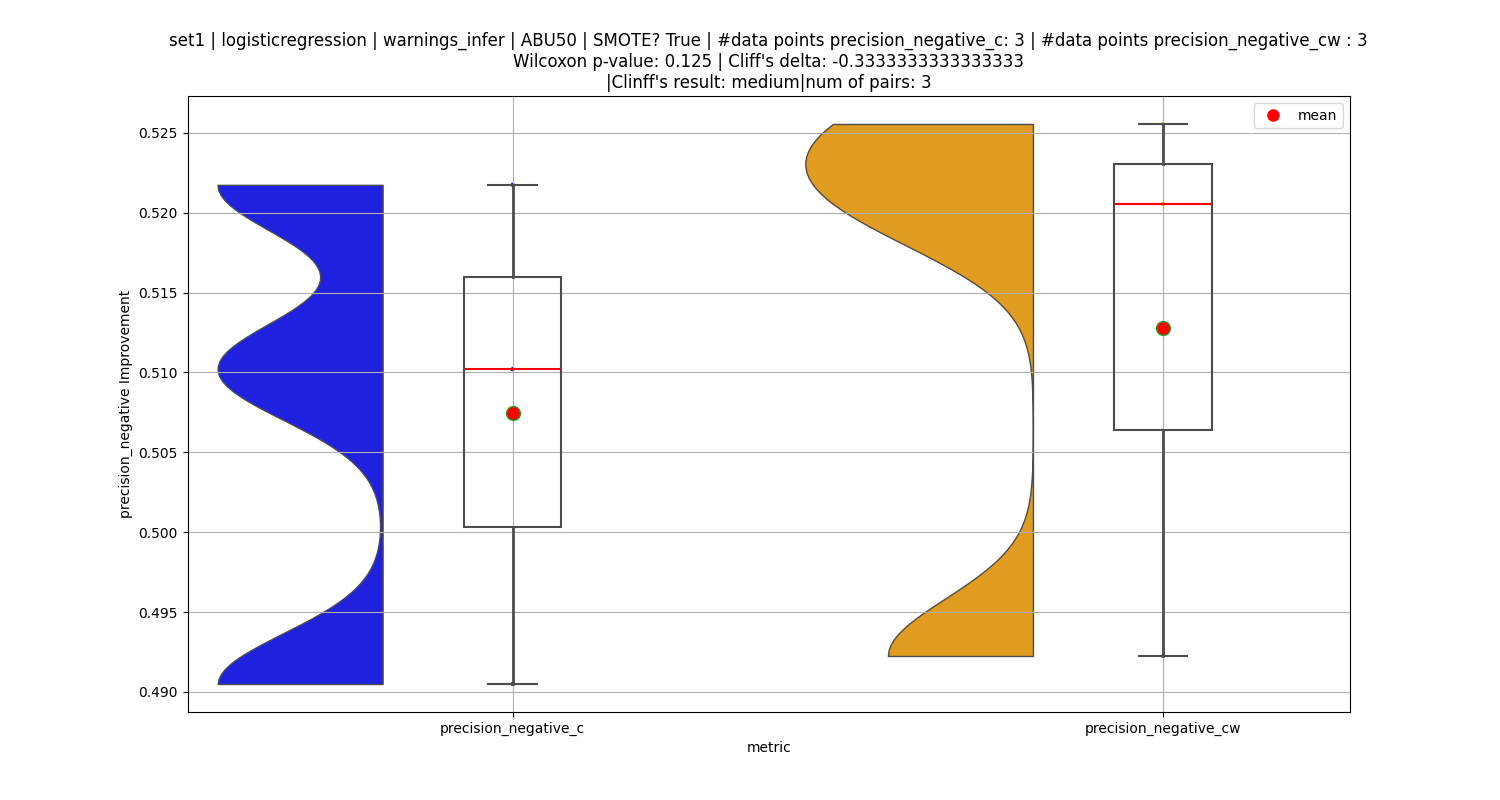 set1 | logisticregression | warnings_infer | ABU50 | SMOTE? True | #data points precision_negative_c: 3 | #data points precision_negative_cw : 3
Wilcoxon p-value: 0.125 | Cliff's delta: -0.3333333333333333
|Clinff's result: medium|num of pairs: 3
mean
precision_negative Improvement
0.525
0.520
0.515
0.510
0.505
0.500
0.495
0.490
precision_negative_c
precision_negative_cw
metric